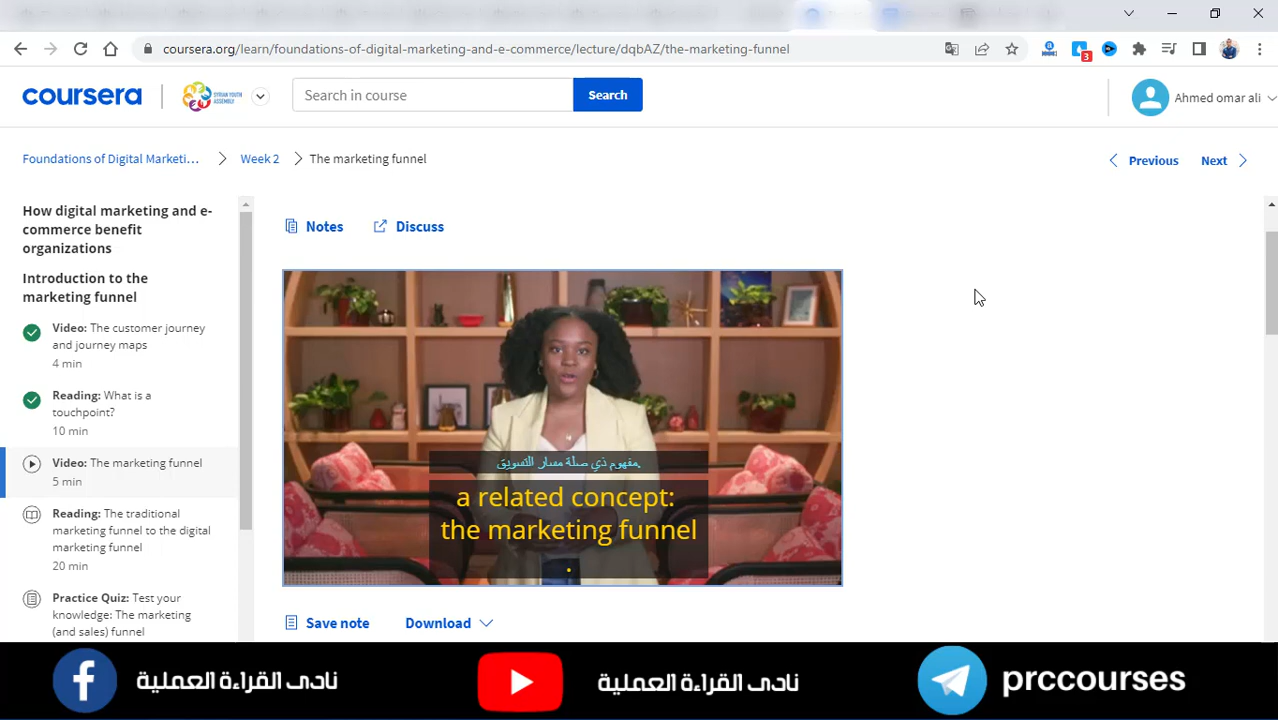 coursera.org/learn/foundations-of-digital-marketing-and-e-commerce/lecture/dqbAZ/the-marketing-funnel
3
coursera
SYRIAN YOUTH
ASSEMBLY
Search in course
Search
Ahmed omar ali
Foundations of Digital Marketi...
Week 2
The marketing funnel
Previous
Next
How digital marketing and e-
commerce benefit
organizations
Introduction to the
marketing funnel
Video: The customer journey
and journey maps
4 min
Reading: What is a
touchpoint?
10 min
Video: The marketing funnel
5 min
Reading: The traditional
marketing funnel to the digital
marketing funnel
20 min
Practice Quiz: Test your
knowledge: The marketing
(and sales) funnel
Notes
Discuss
مفهوم ذي صلة مسار التسويق.
a related concept:
the marketing funnel
.
Save note
Download
نادى القراءة العملية
نادى القراءة العملية
prccourses